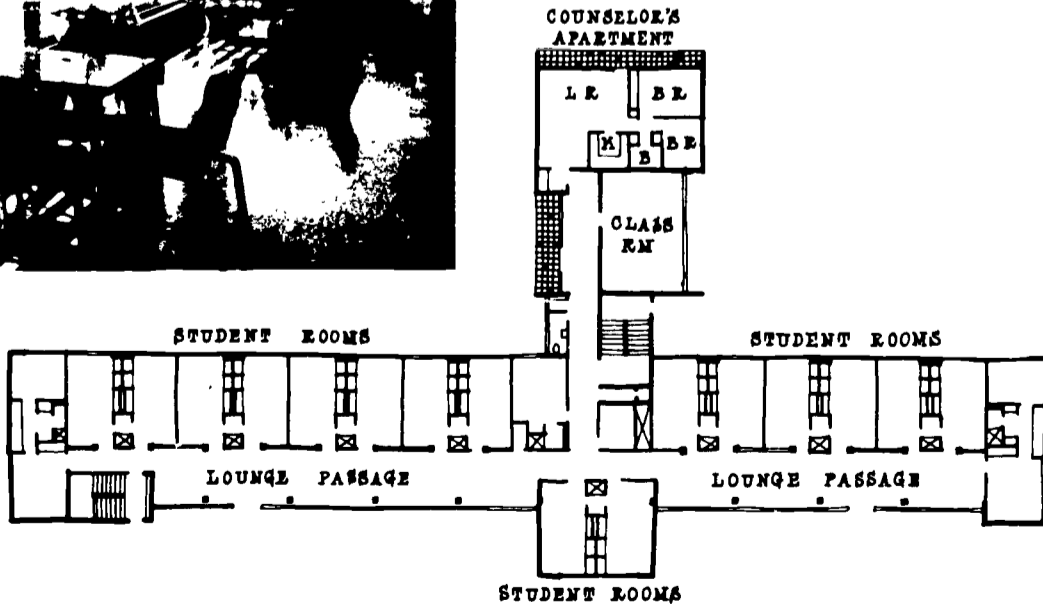 COUNSELOR'S
APARTMENT
L R
B R
K
B
B R
CLASS
RM
STUDENT ROOMS
STUDENT ROOMS
LOUNGE PASSAGE
LOUNGE PASSAGE
STUDENT ROOMS